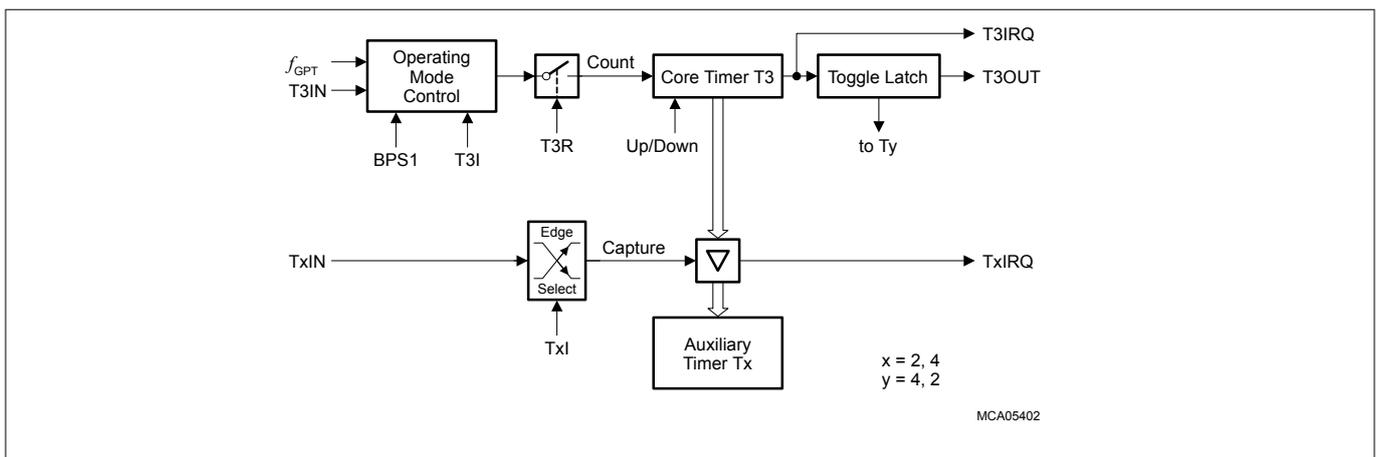 T3IRQ
f GPT
T3IN
Operating
Mode
Control
Count
Core Timer T3
Toggle Latch
T3OUT
BPS1
T3I
T3R
Up/Down
to Ty
TxIN
Edge
Select
Capture
TxIRQ
TxI
Auxiliary
Timer Tx
x = 2, 4
y = 4, 2
MCA05402